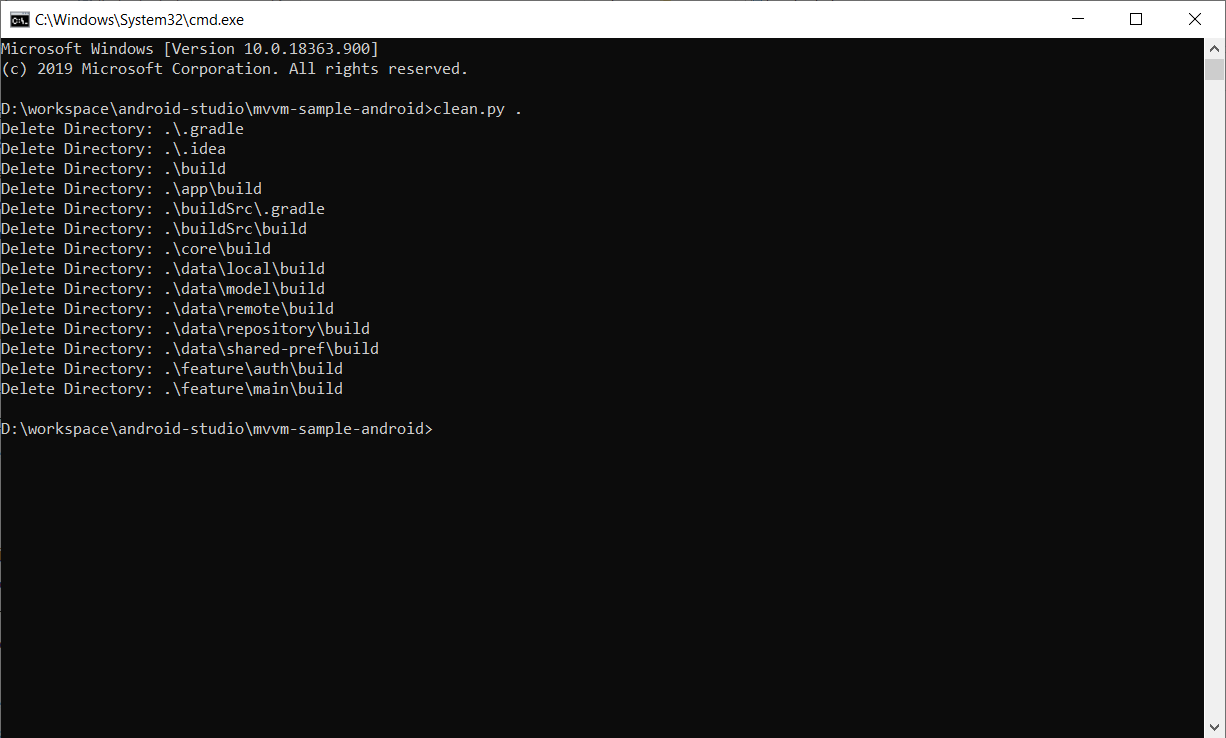 C:\Windows\System32\cmd.exe
Microsoft Windows [Version 10.0.18363.900]
(c) 2019 Microsoft Corporation. All rights reserved.
D:\workspace\android-studio\mvvm-sample-android>clean.py .
Delete Directory: .\.gradle
Delete Directory: .\.idea
Delete Directory: .\build
Delete Directory: .\app\build
Delete Directory: .\buildSrc\.gradle
Delete Directory: .\buildSrc\build
Delete Directory: .\core\build
Delete Directory: .\data\local\build
Delete Directory: .\data\model\build
Delete Directory: .\data\remote\build
Delete Directory: .\data\repository\build
Delete Directory: .\data\shared-pref\build
Delete Directory: .\feature\auth\build
Delete Directory: .\feature\main\build
D:\workspace\android-studio\mvvm-sample-android>